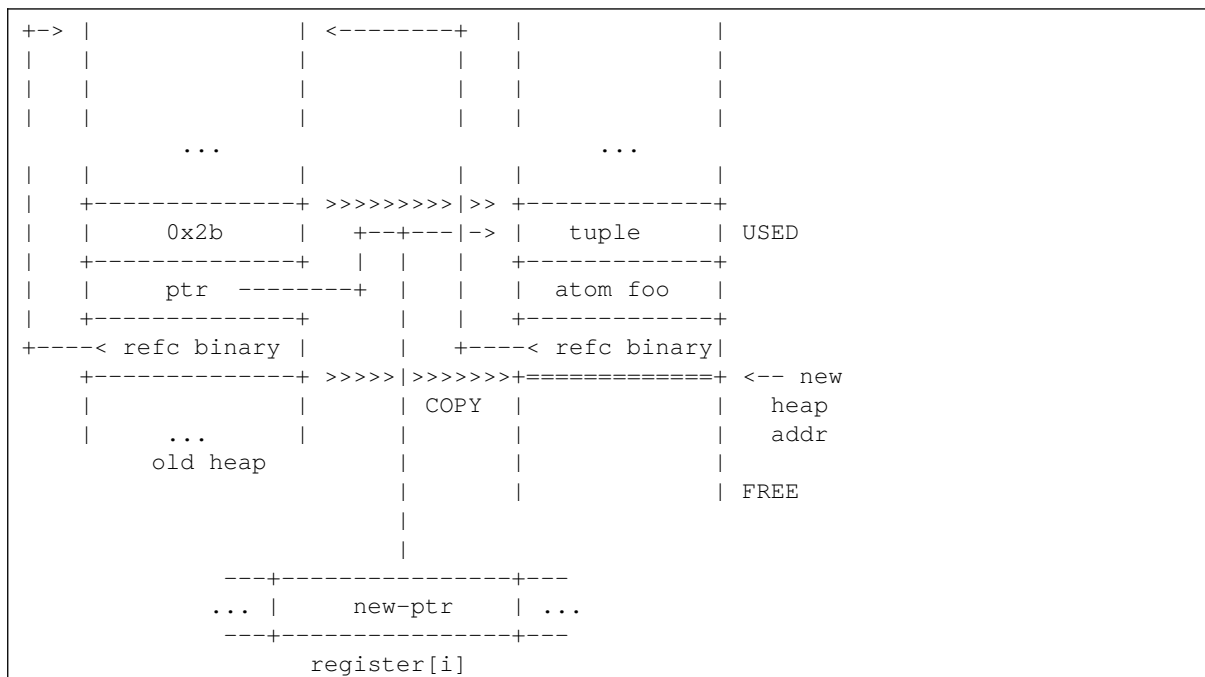 +-> |              | <--------+   |             |
|   |              |          |   |             |
|   |              |          |   |             |
|   |              |          |   |             |
           ...                           ...
|   |              |          | |             |
|   +--------------+ >>>>>>>>>|>> +-------------+
|   |     0x2b     |   +--+---|-> |   tuple     | USED
|   +--------------+   |  |   |   +-------------+
|   |     ptr  --------+  |   |   |  atom foo   |
|   +--------------+      |   |   +-------------+
+----< refc binary |      |   +----< refc binary|
    +--------------+ >>>>>|>>>>>>>+=============+ <-- new
    |              |      | COPY  |             |   heap
    |     ...      |      |       |             |   addr
        old heap          |       |             |
                          |       |             | FREE
                          |
                          |
              ---+----------------+---
             ... |     new-ptr    | ...
              ---+----------------+---
                    register[i]